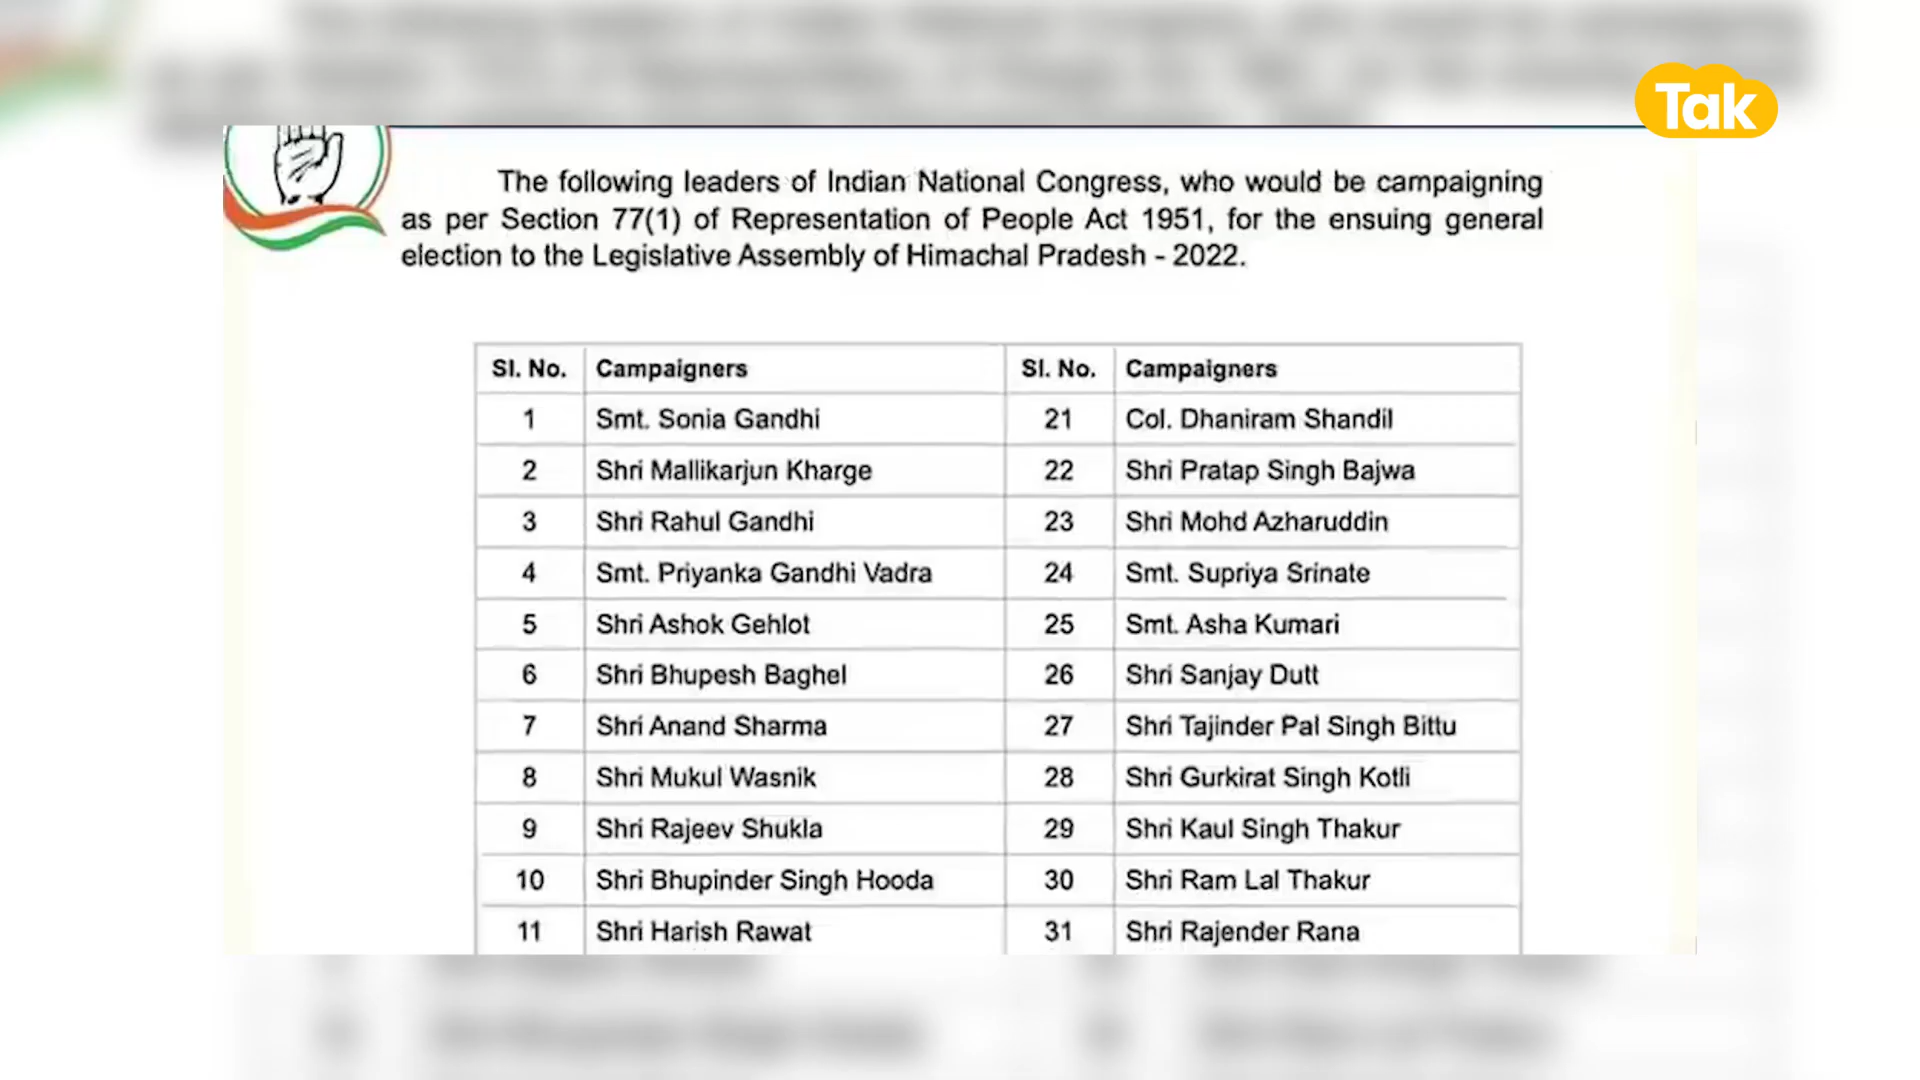 Tak
The following leaders of Indian National Congress, who would be campaigning
as per Section 77(1) of Representation of People Act 1951, for the ensuing general
election to the Legislative Assembly of Himachal Pradesh - 2022.
Sl. No. Campaigners Sl. No. Campaigners
1 Smt. Sonia Gandhi 21 Col. Dhaniram Shandil
2 Shri Mallikarjun Kharge 22 Shri Pratap Singh Bajwa
3 Shri Rahul Gandhi 23 Shri Mohd Azharuddin
4 Smt. Priyanka Gandhi Vadra 24 Smt. Supriya Srinate
5 Shri Ashok Gehlot 25 Smt. Asha Kumari
6 Shri Bhupesh Baghel 26 Shri Sanjay Dutt
7 Shri Anand Sharma 27 Shri Tajinder Pal Singh Bittu
8 Shri Mukul Wasnik 28 Shri Gurkirat Singh Kotli
9 Shri Rajeev Shukla 29 Shri Kaul Singh Thakur
10 Shri Bhupinder Singh Hooda 30 Shri Ram Lal Thakur
11 Shri Harish Rawat 31 Shri Rajender Rana